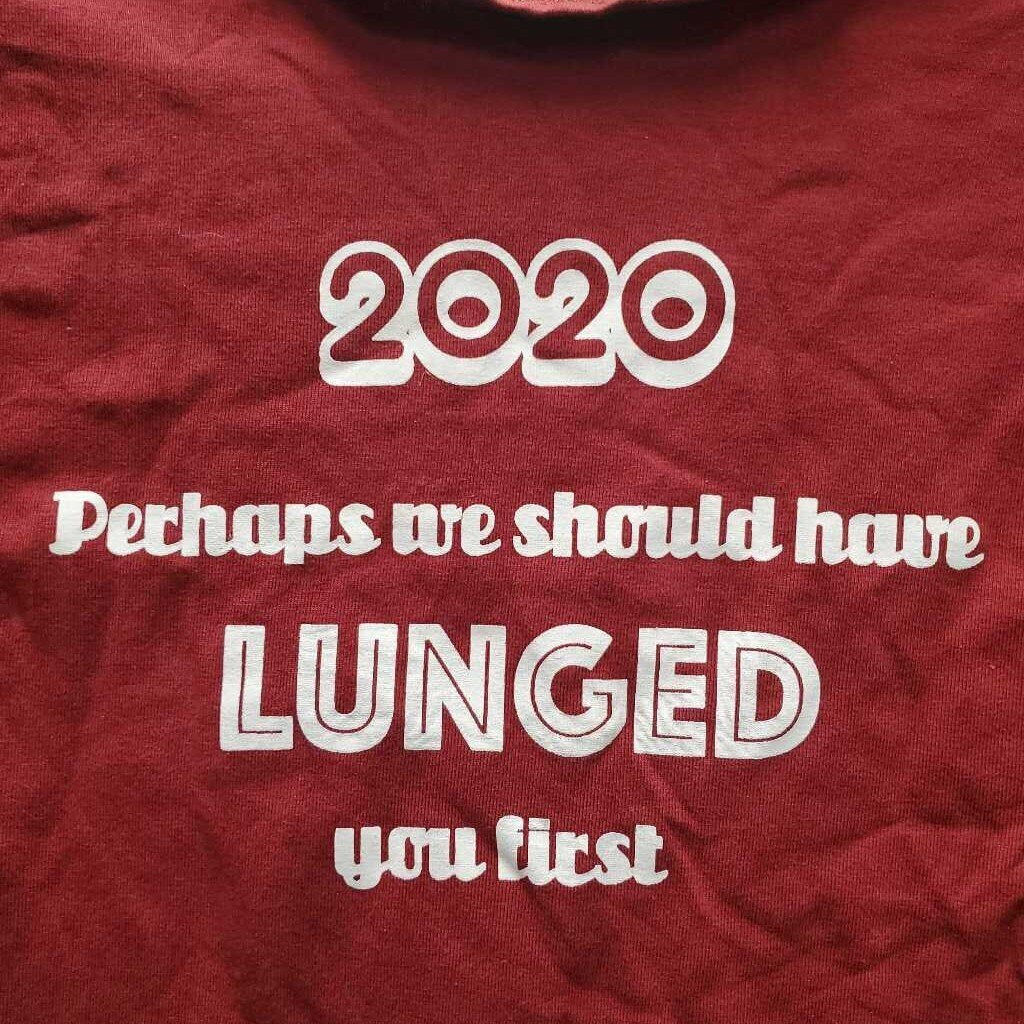 2020
Perhaps we should have
LUNGED
you first